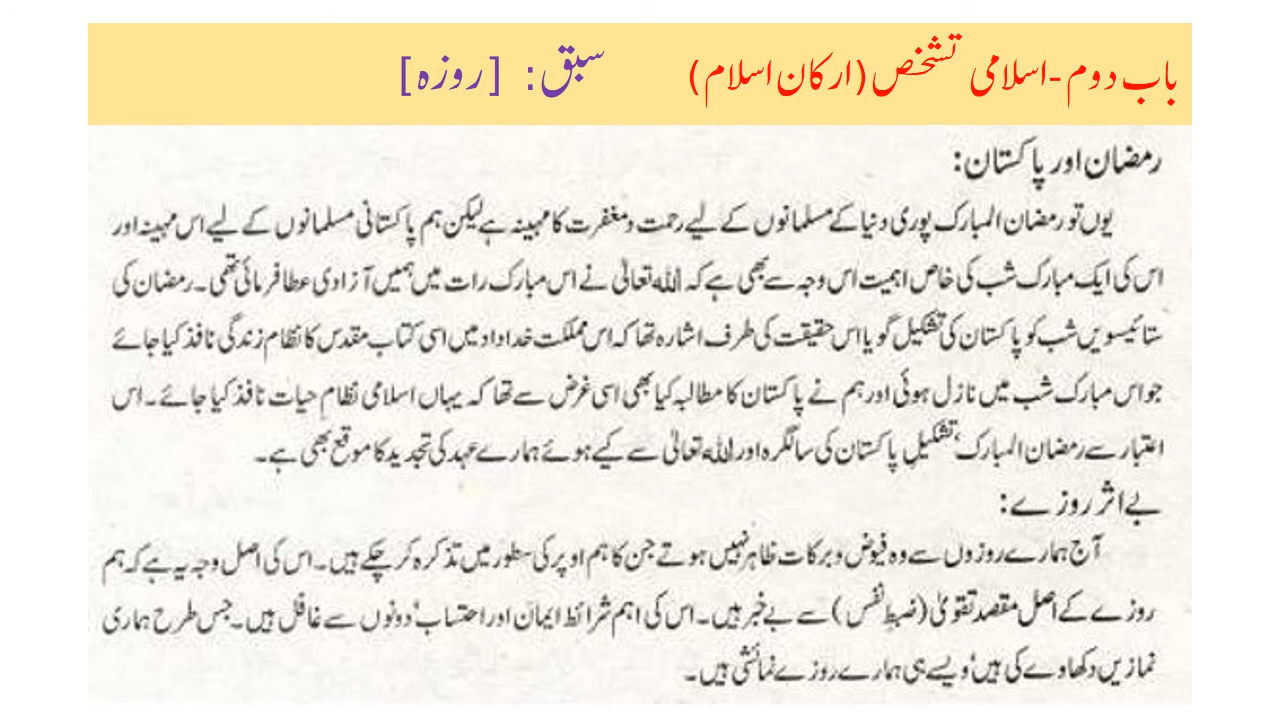 باب دوم-اسلامی تشخص (ارکان اسلام) سبق: [روزہ]
رمضان اور پاکستان:
یوں تو رمضان المبارک پوری دنیا کے مسلمانوں کے لیے رحمت و مغفرت کا مہینہ ہے لیکن ہم پاکستانی مسلمانوں کے لیے اس مہینہ اور
اس کی ایک مبارک شب کی خاص اہمیت اس وجہ سے بھی ہے کہ اللہ تعالیٰ نے اس مبارک رات میں ہمیں آزادی عطا فرمائی تھی۔ رمضان کی
ستائیسویں شب کو پاکستان کی تشکیل گویا اس حقیقت کی طرف اشارہ تھا کہ اس مملکت خداداد میں اسی کتاب مقدس کا نظام زندگی نافذ کیا جائے
جو اس مبارک شب میں نازل ہوئی اور ہم نے پاکستان کا مطالبہ کیا بھی اسی غرض سے تھا کہ یہاں اسلامی نظام حیات نافذ کیا جائے۔ اس
اعتبار سے رمضان المبارک، تشکیلِ پاکستان کی سالگرہ اور اللہ تعالیٰ سے کیے ہوئے ہمارے عہد کی تجدید کا موقع بھی ہے۔
بے اثر روزے:
آج ہمارے روزوں سے وہ فیوض و برکات ظاہر نہیں ہوتے جن کا ہم اوپر کی سطور میں تذکرہ کر چکے ہیں۔ اس کی اصل وجہ یہ ہے کہ ہم
روزے کے اصل مقصد تقویٰ (ضبطِ نفس) سے بے خبر ہیں۔ اس کی اہم شرائط ایمان اور احتساب، دونوں سے غافل ہیں۔ جس طرح ہماری
نمازیں دکھاوے کی ہیں، ویسے ہی ہمارے روزے نمائشی ہیں۔